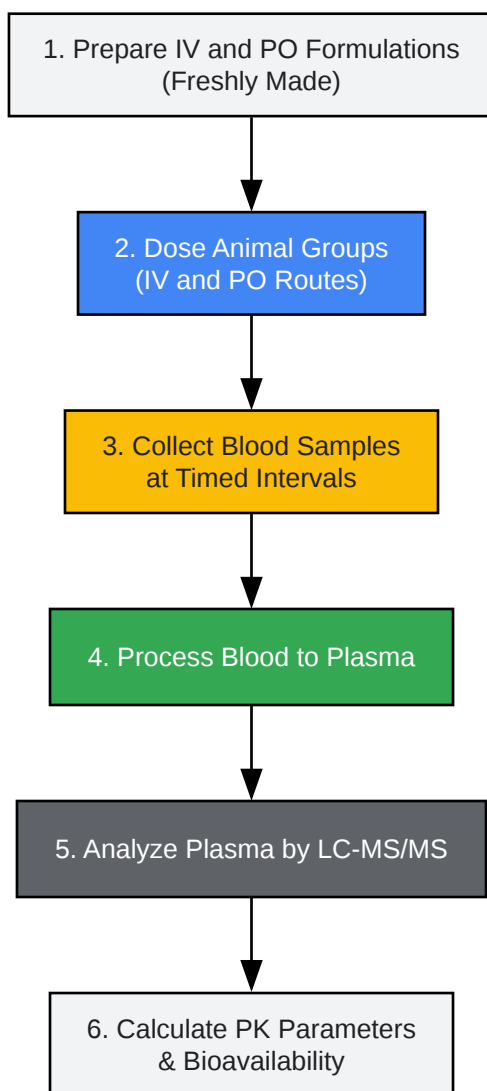 1. Prepare IV and PO Formulations
(Freshly Made)
2. Dose Animal Groups
(IV and PO Routes)
3. Collect Blood Samples
at Timed Intervals
4. Process Blood to Plasma
5. Analyze Plasma by LC-MS/MS
6. Calculate PK Parameters
& Bioavailability